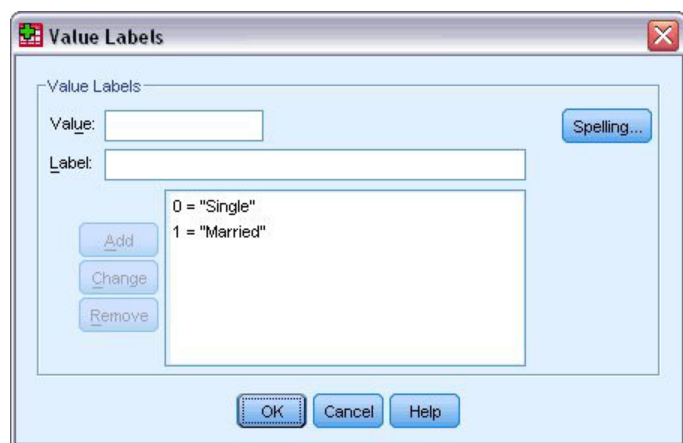 Value Labels
Value Labels
Value:
Spelling...
Label:
0 = "Single"
1 = "Married"
Add
Change
Remove
OK Cancel Help